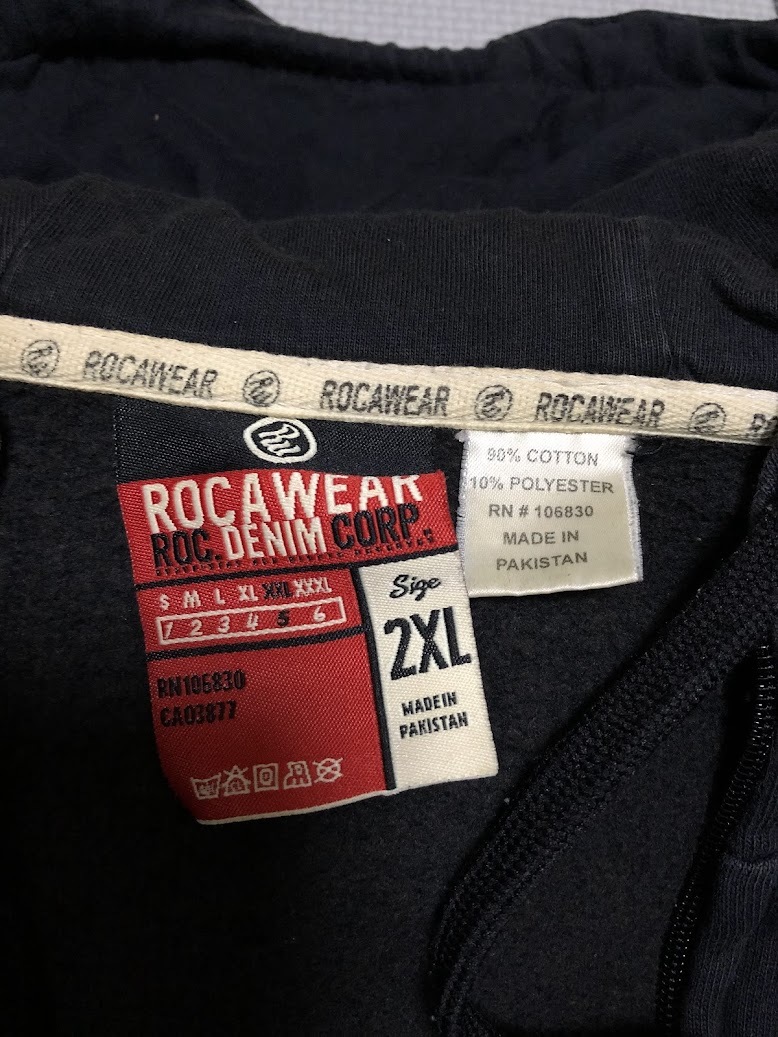 ROCAWEAR ROCAWEAR ROCAWEAR
ROCAWEAR
ROC. DENIM CORP.
S M L XL XXL XXXL
1 2 3 4 5 6
RN106830
CA03877
Size
2XL
MADE IN
PAKISTAN
90% COTTON
10% POLYESTER
RN # 106830
MADE IN
PAKISTAN